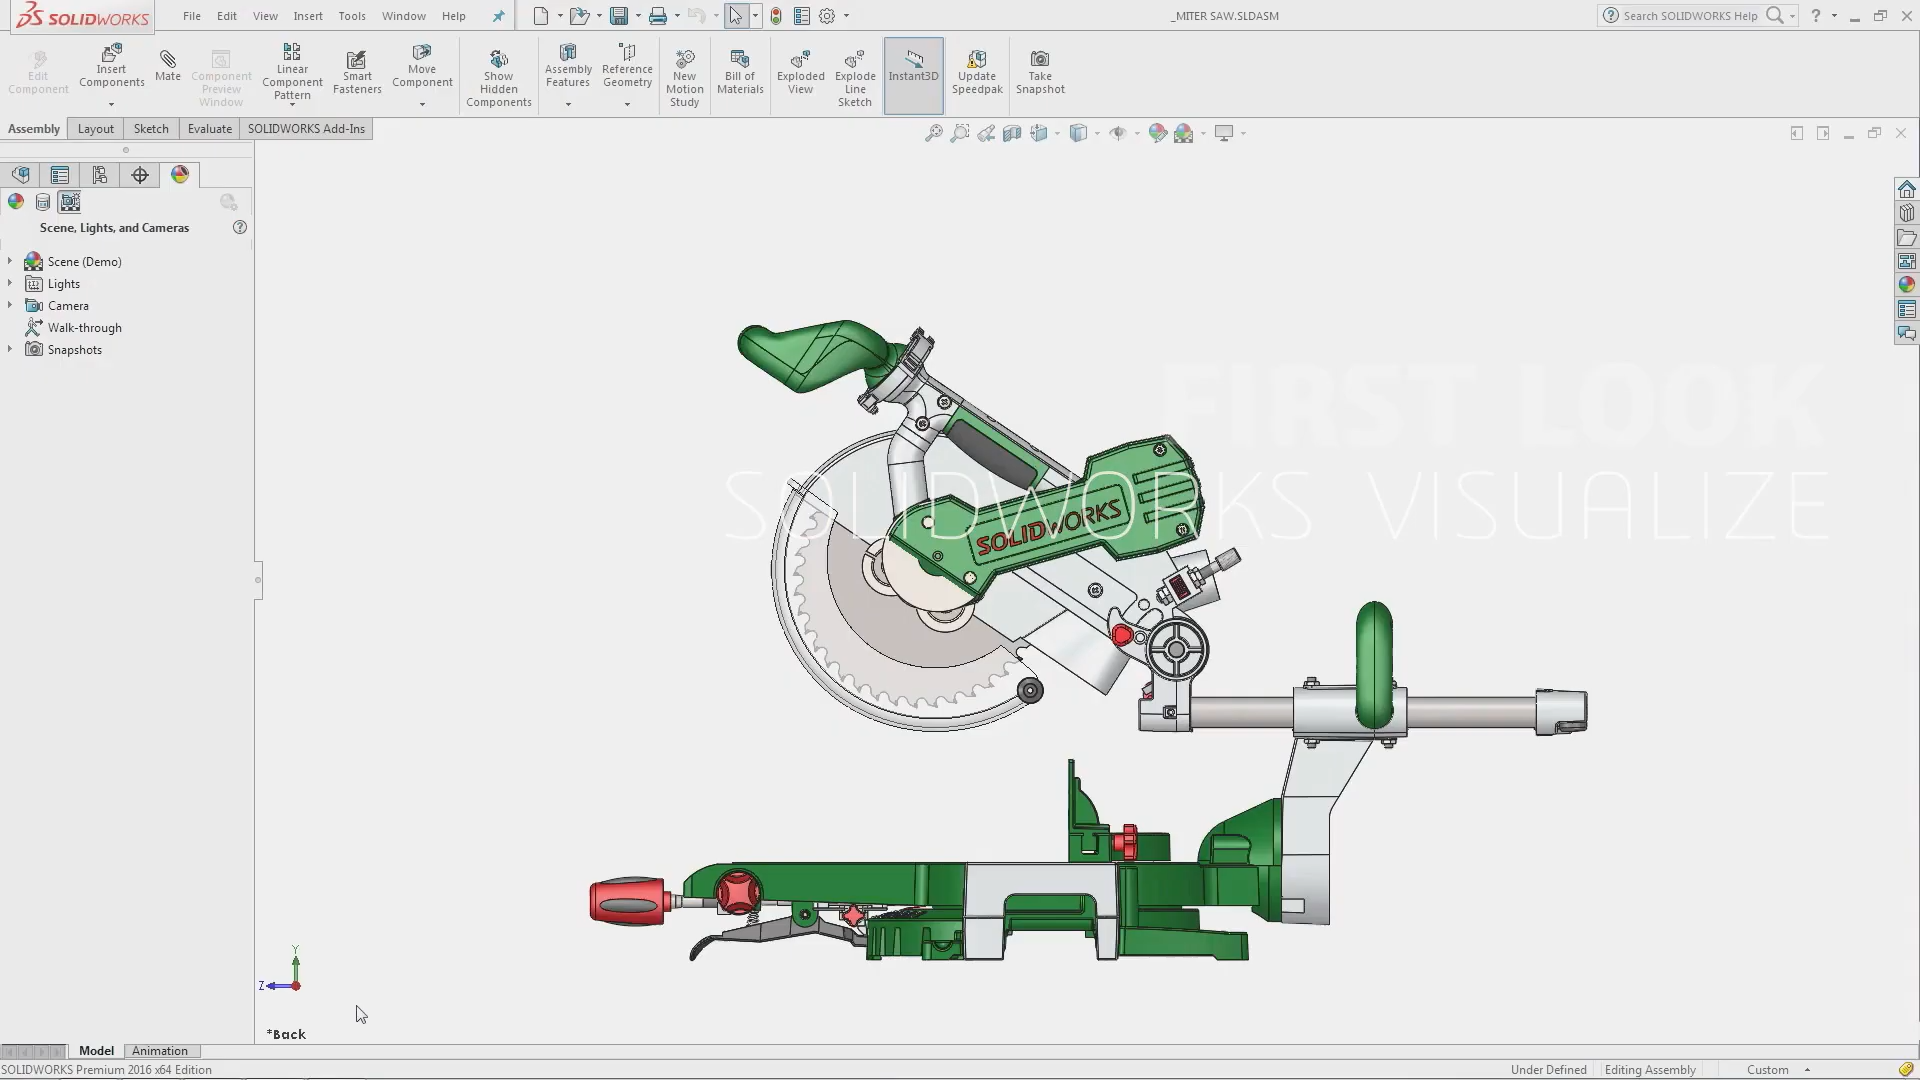 SOLIDWORKS
File Edit View Insert Tools Window Help
_MITER SAW.SLDASM
Search SOLIDWORKS Help
Edit Component
Insert Components
Mate
Component Preview Window
Linear Component Pattern
Smart Fasteners
Move Component
Show Hidden Components
Assembly Features
Reference Geometry
New Motion Study
Bill of Materials
Exploded View
Explode Line Sketch
Instant3D
Update Speedpak
Take Snapshot
Assembly Layout Sketch Evaluate SOLIDWORKS Add-Ins
Scene, Lights, and Cameras
Scene (Demo)
Lights
Camera
Walk-through
Snapshots
FIRST LOOK
SOLIDWORKS VISUALIZE
SOLIDWORKS
Y
Z
*Back
Model Animation
SOLIDWORKS Premium 2016 x64 Edition
Under Defined Editing Assembly Custom